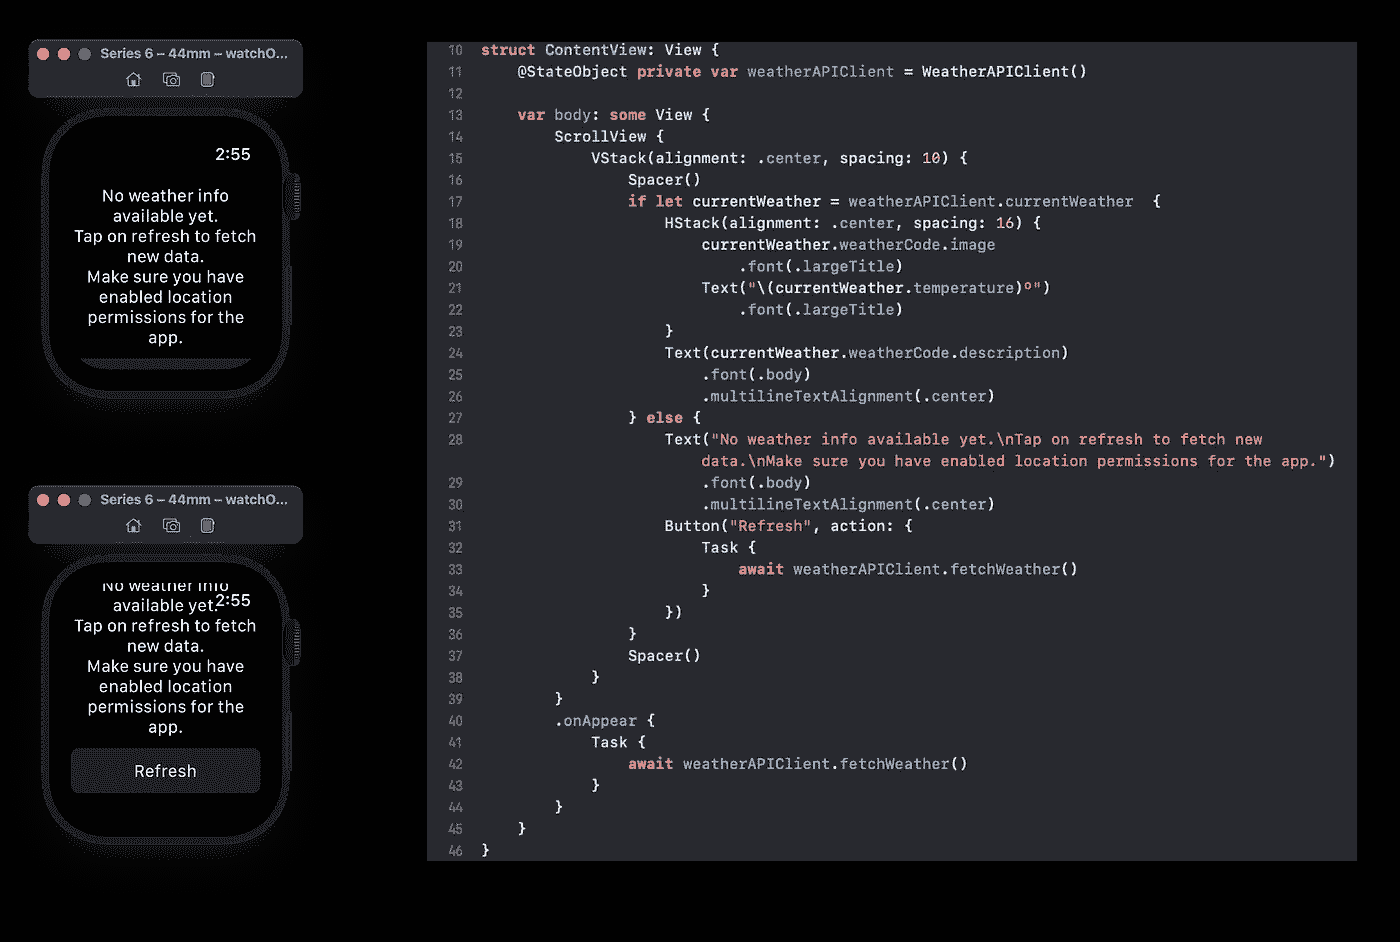 Series 6 – 44mm – watchO...
2:55
No weather info
available yet.
Tap on refresh to fetch
new data.
Make sure you have
enabled location
permissions for the
app.
Series 6 – 44mm – watchO...
No weather info
available yet.
2:55
Tap on refresh to fetch
new data.
Make sure you have
enabled location
permissions for the
app.
Refresh
10 struct ContentView: View {
11 @StateObject private var weatherAPIClient = WeatherAPIClient()
12
13 var body: some View {
14 ScrollView {
15 VStack(alignment: .center, spacing: 10) {
16 Spacer()
17 if let currentWeather = weatherAPIClient.currentWeather  {
18 HStack(alignment: .center, spacing: 16) {
19 currentWeather.weatherCode.image
20 .font(.largeTitle)
21 Text("\(currentWeather.temperature)º")
22 .font(.largeTitle)
23 }
24 Text(currentWeather.weatherCode.description)
25 .font(.body)
26 .multilineTextAlignment(.center)
27 } else {
28 Text("No weather info available yet.\nTap on refresh to fetch new
data.\nMake sure you have enabled location permissions for the app.")
29 .font(.body)
30 .multilineTextAlignment(.center)
31 Button("Refresh", action: {
32 Task {
33 await weatherAPIClient.fetchWeather()
34 }
35 })
36 }
37 Spacer()
38 }
39 }
40 .onAppear {
41 Task {
42 await weatherAPIClient.fetchWeather()
43 }
44 }
45 }
46 }